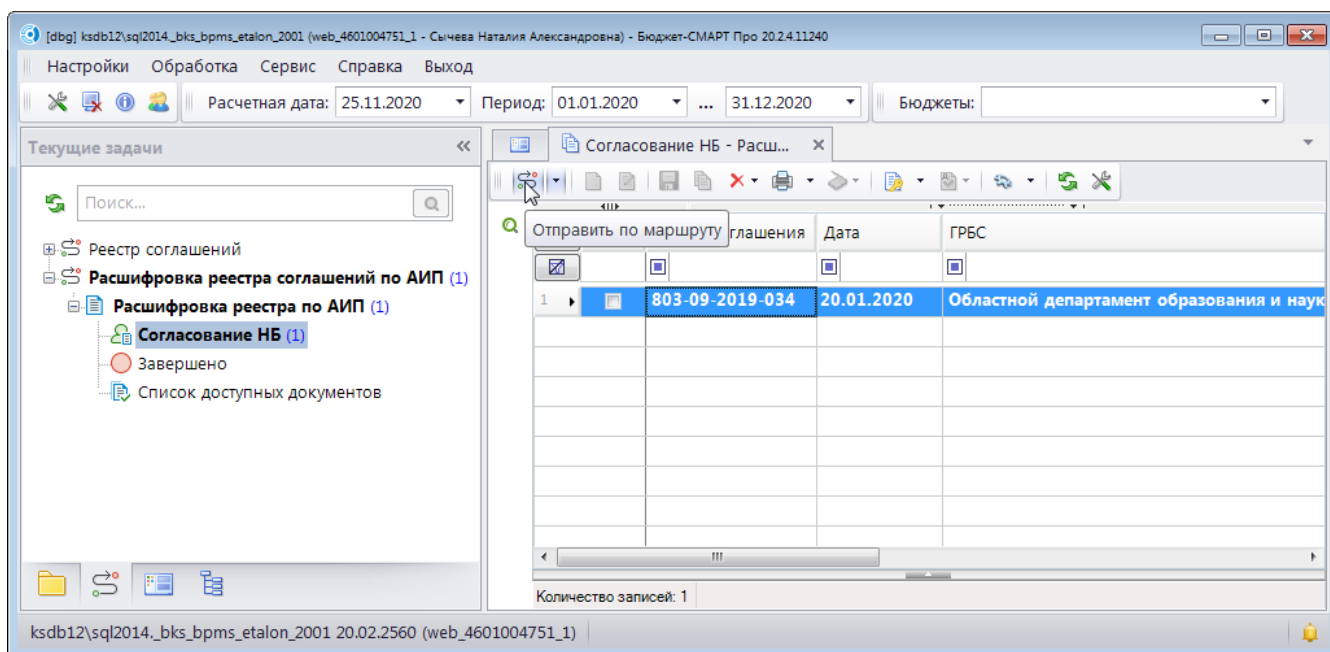 [dbg] ksdb12\sql2014._bks_bpms_etalon_2001 (web_4601004751_1 - Сычева Наталия Александровна) - Бюджет-СМАРТ Про 20.2.4.11240
Настройки Обработка Сервис Справка Выход
Расчетная дата: 25.11.2020 Период: 01.01.2020 ... 31.12.2020 Бюджеты:
Текущие задачи
Согласование НБ - Расш...
Поиск...
Отправить по маршруту
глашения Дата ГРБС
Реестр соглашений
Расшифровка реестра соглашений по АИП (1)
1 803-09-2019-034 20.01.2020 Областной департамент образования и наук
Расшифровка реестра по АИП (1)
Согласование НБ (1)
Завершено
Список доступных документов
Количество записей: 1
ksdb12\sql2014._bks_bpms_etalon_2001 20.02.2560 (web_4601004751_1)